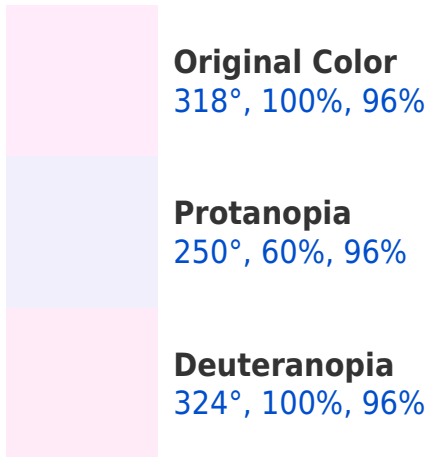 Original Color
318°, 100%, 96%
Protanopia
250°, 60%, 96%
Deuteranopia
324°, 100%, 96%